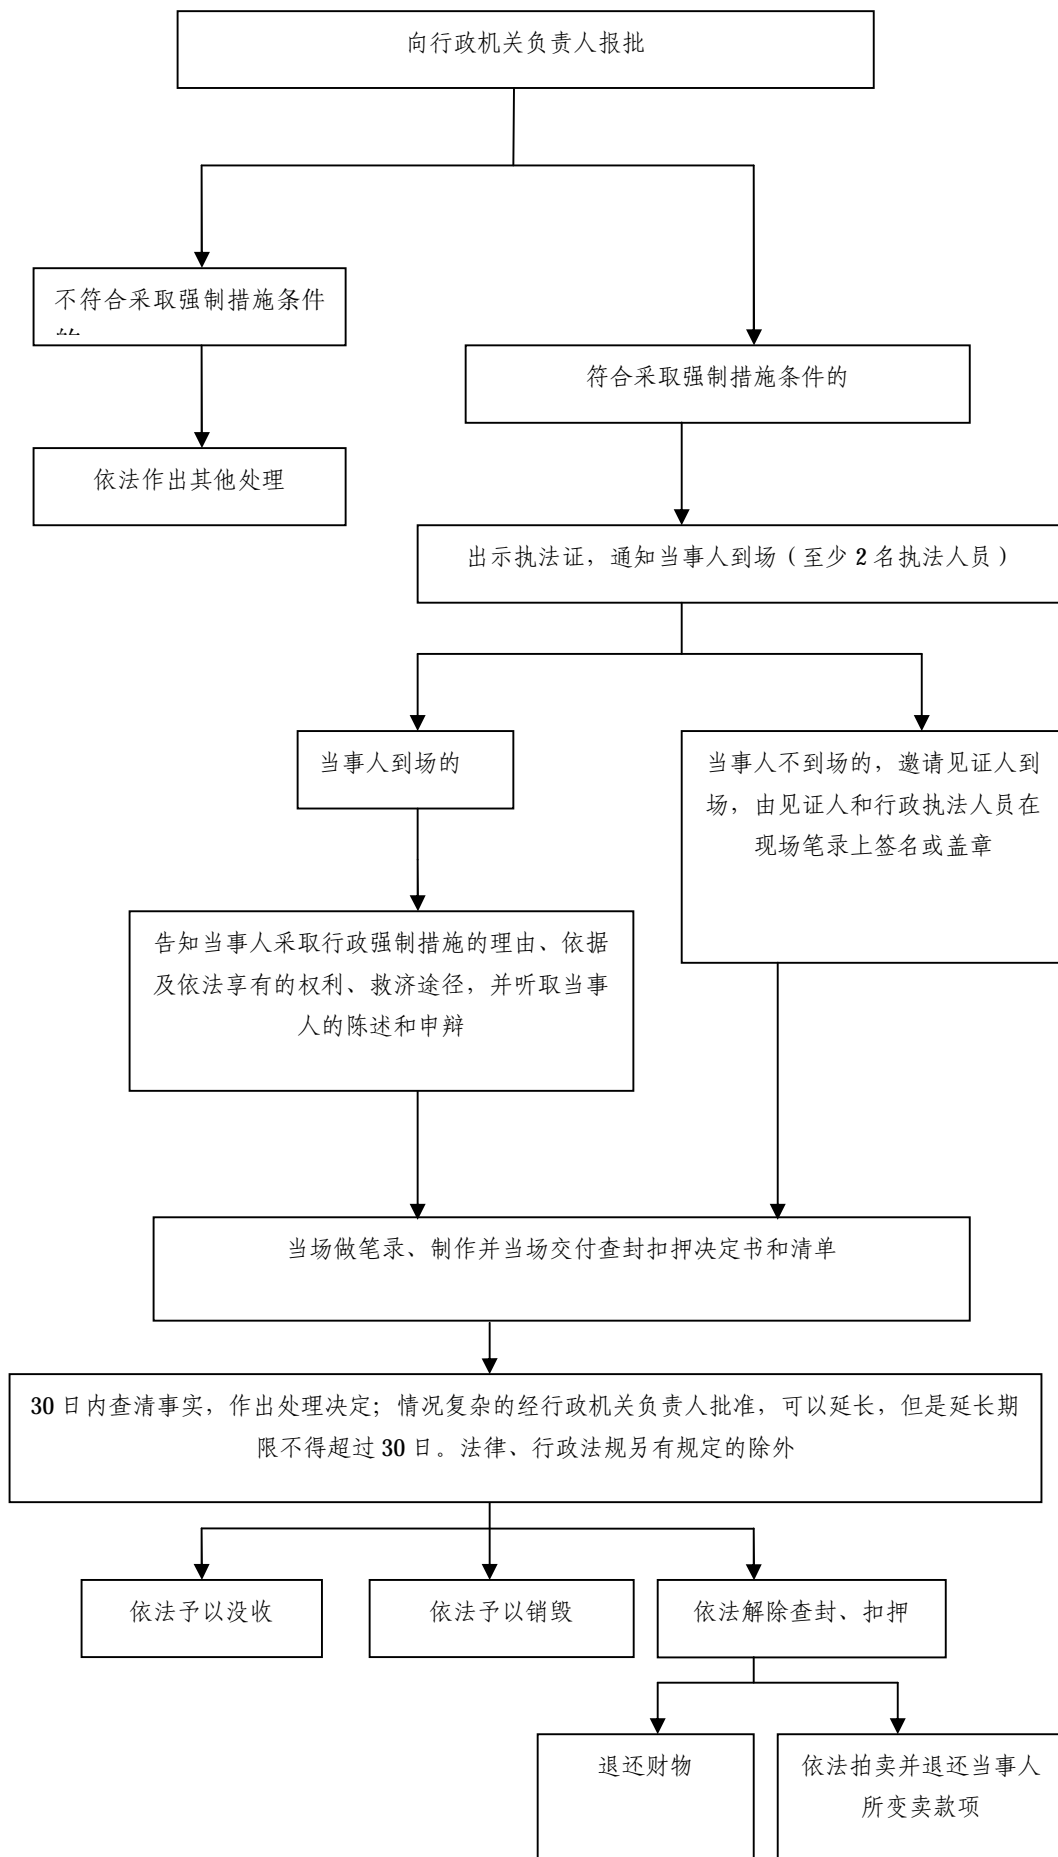 向行政机关负责人报批
不符合采取强制措施条件
符合采取强制措施条件的
依法作出其他处理
出示执法证，通知当事人到场（至少 2 名执法人员）
当事人到场的
当事人不到场的，邀请见证人到
场，由见证人和行政执法人员在
现场笔录上签名或盖章
告知当事人采取行政强制措施的理由、依据
及依法享有的权利、救济途径，并听取当事
人的陈述和申辩
当场做笔录、制作并当场交付查封扣押决定书和清单
30 日内查清事实，作出处理决定；情况复杂的经行政机关负责人批准，可以延长，但是延长期
限不得超过 30 日。法律、行政法规另有规定的除外
依法予以没收
依法予以销毁
依法解除查封、扣押
退还财物
依法拍卖并退还当事人
所变卖款项